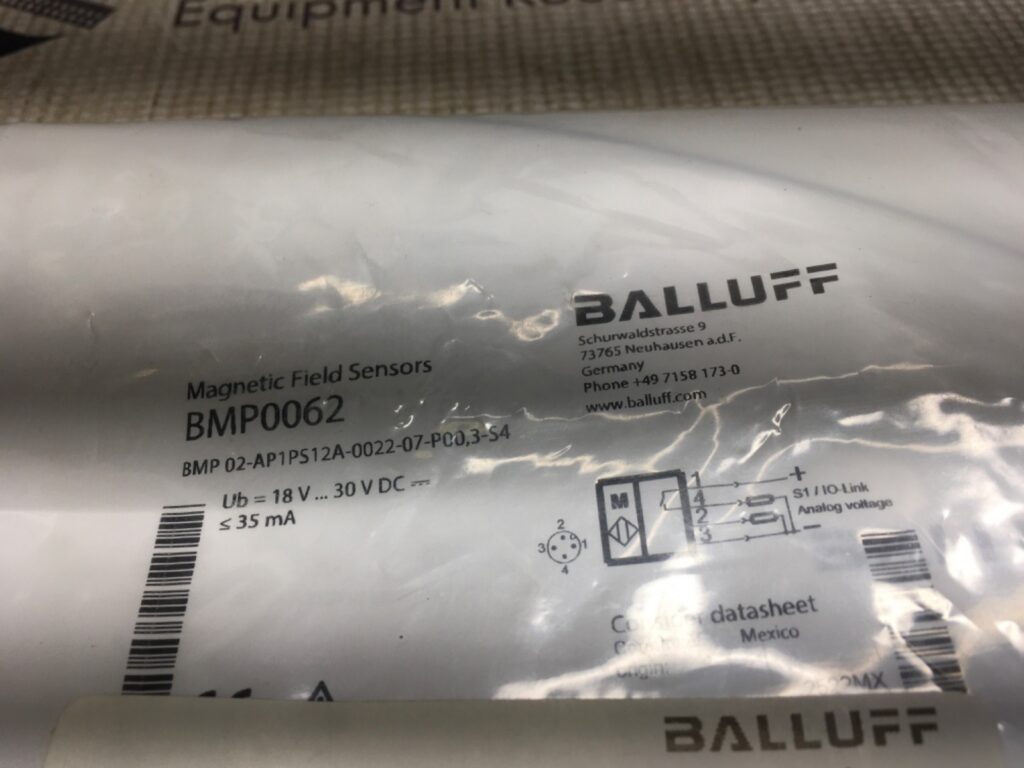 Equipment
BALLUFF
Schurwaldstrasse 9
73765 Neuhausen a.d.F.
Germany
Phone +49 7158 173-0
www.balluff.com
Magnetic Field Sensors
BMP0062
BMP 02-AP1PS12A-0022-07-P00,3-S4
Ub = 18 V ... 30 V DC ⎓
≤ 35 mA
M
1 +
4 S1 / IO-Link
2 Analog voltage
3 −
2
3 1
4
datasheet
Mexico
BALLUFF